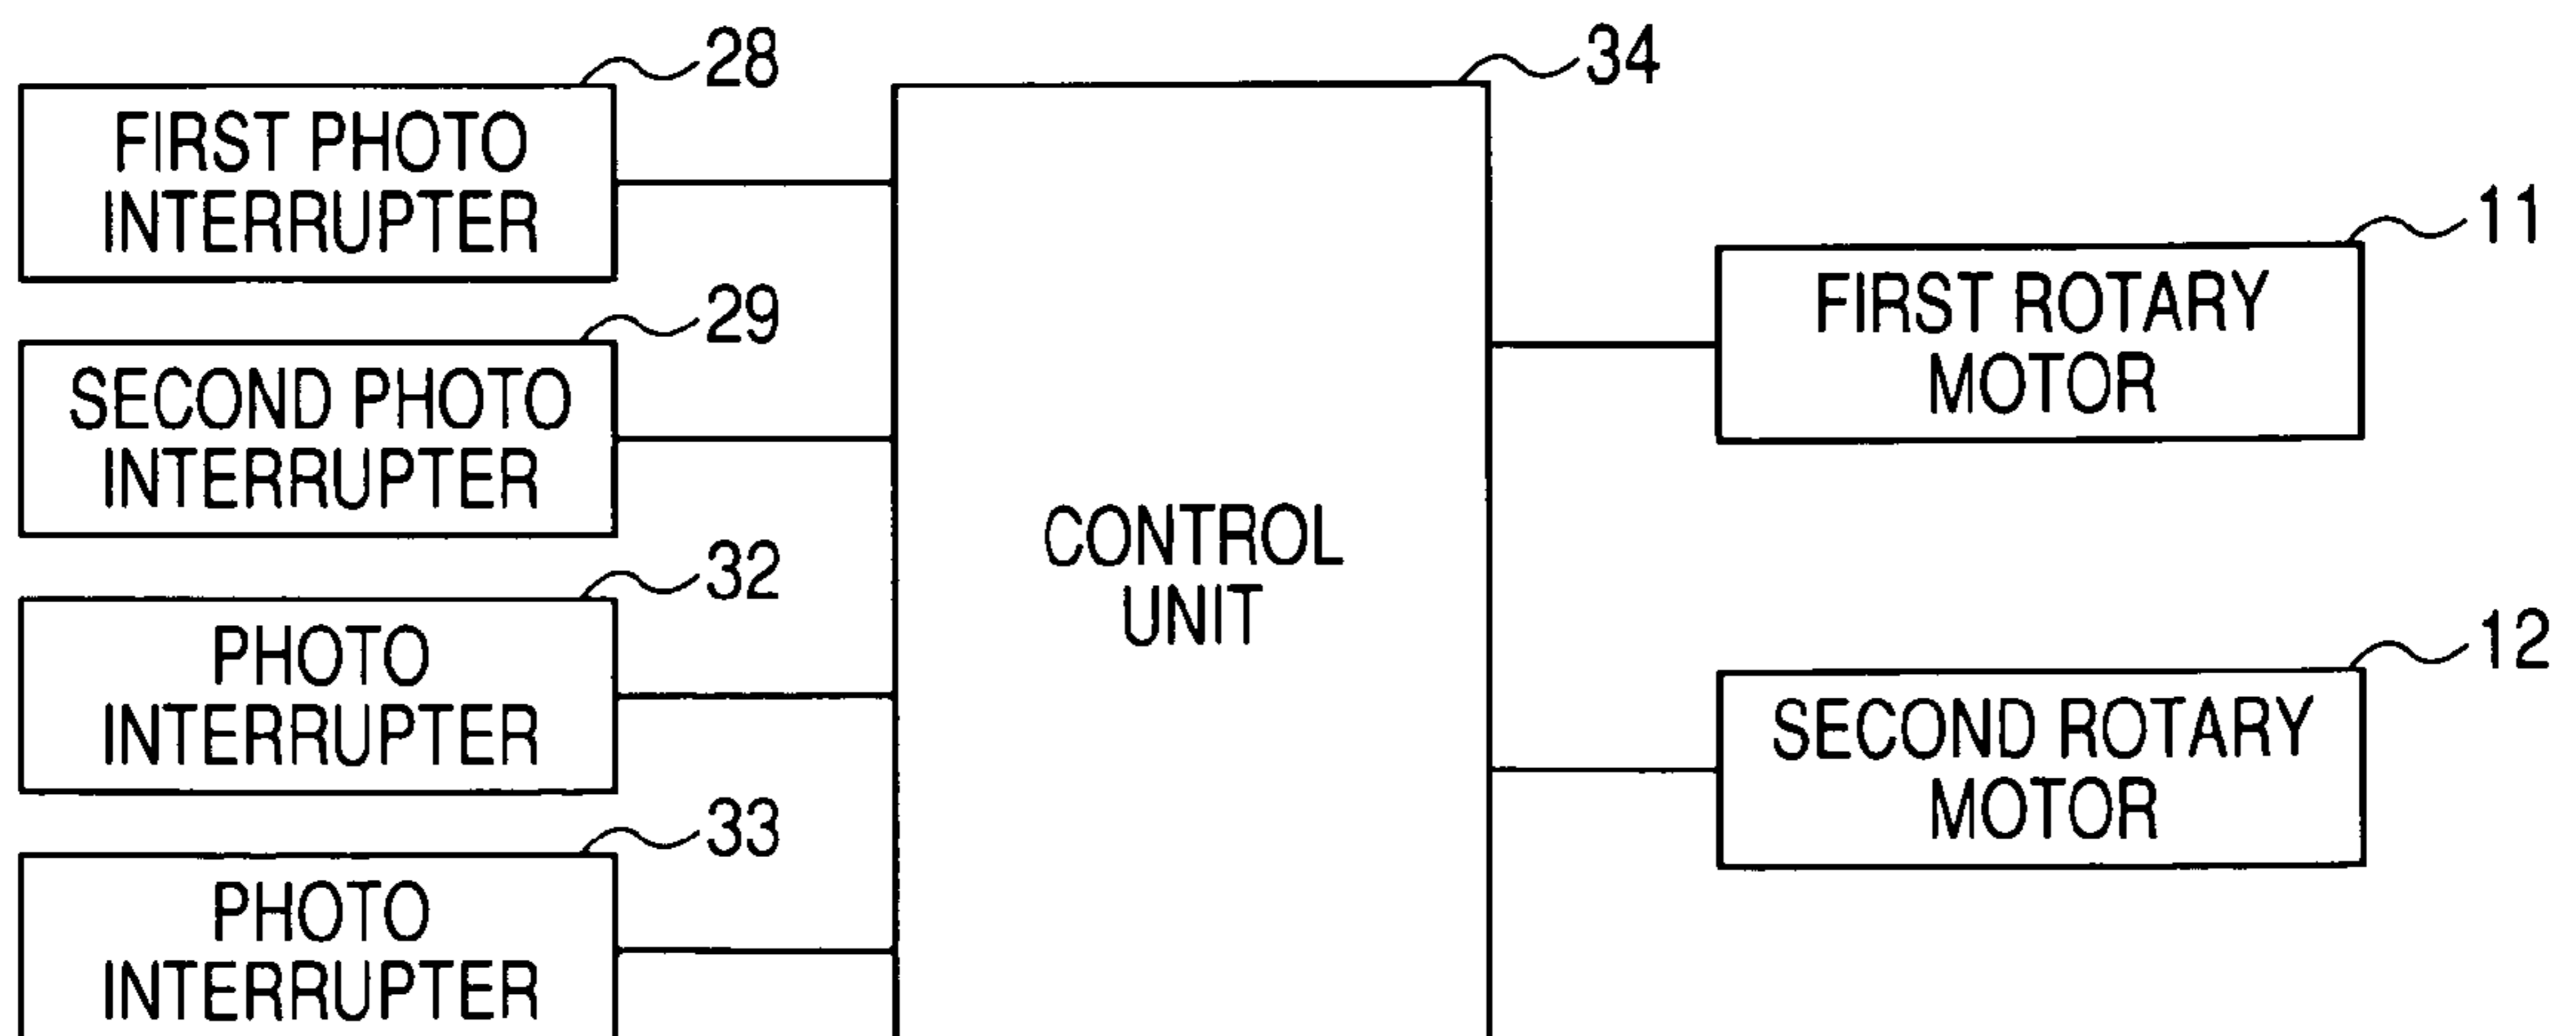 28
FIRST PHOTO
INTERRUPTER
29
SECOND PHOTO
INTERRUPTER
32
PHOTO
INTERRUPTER
33
PHOTO
INTERRUPTER
34
CONTROL
UNIT
11
FIRST ROTARY
MOTOR
12
SECOND ROTARY
MOTOR